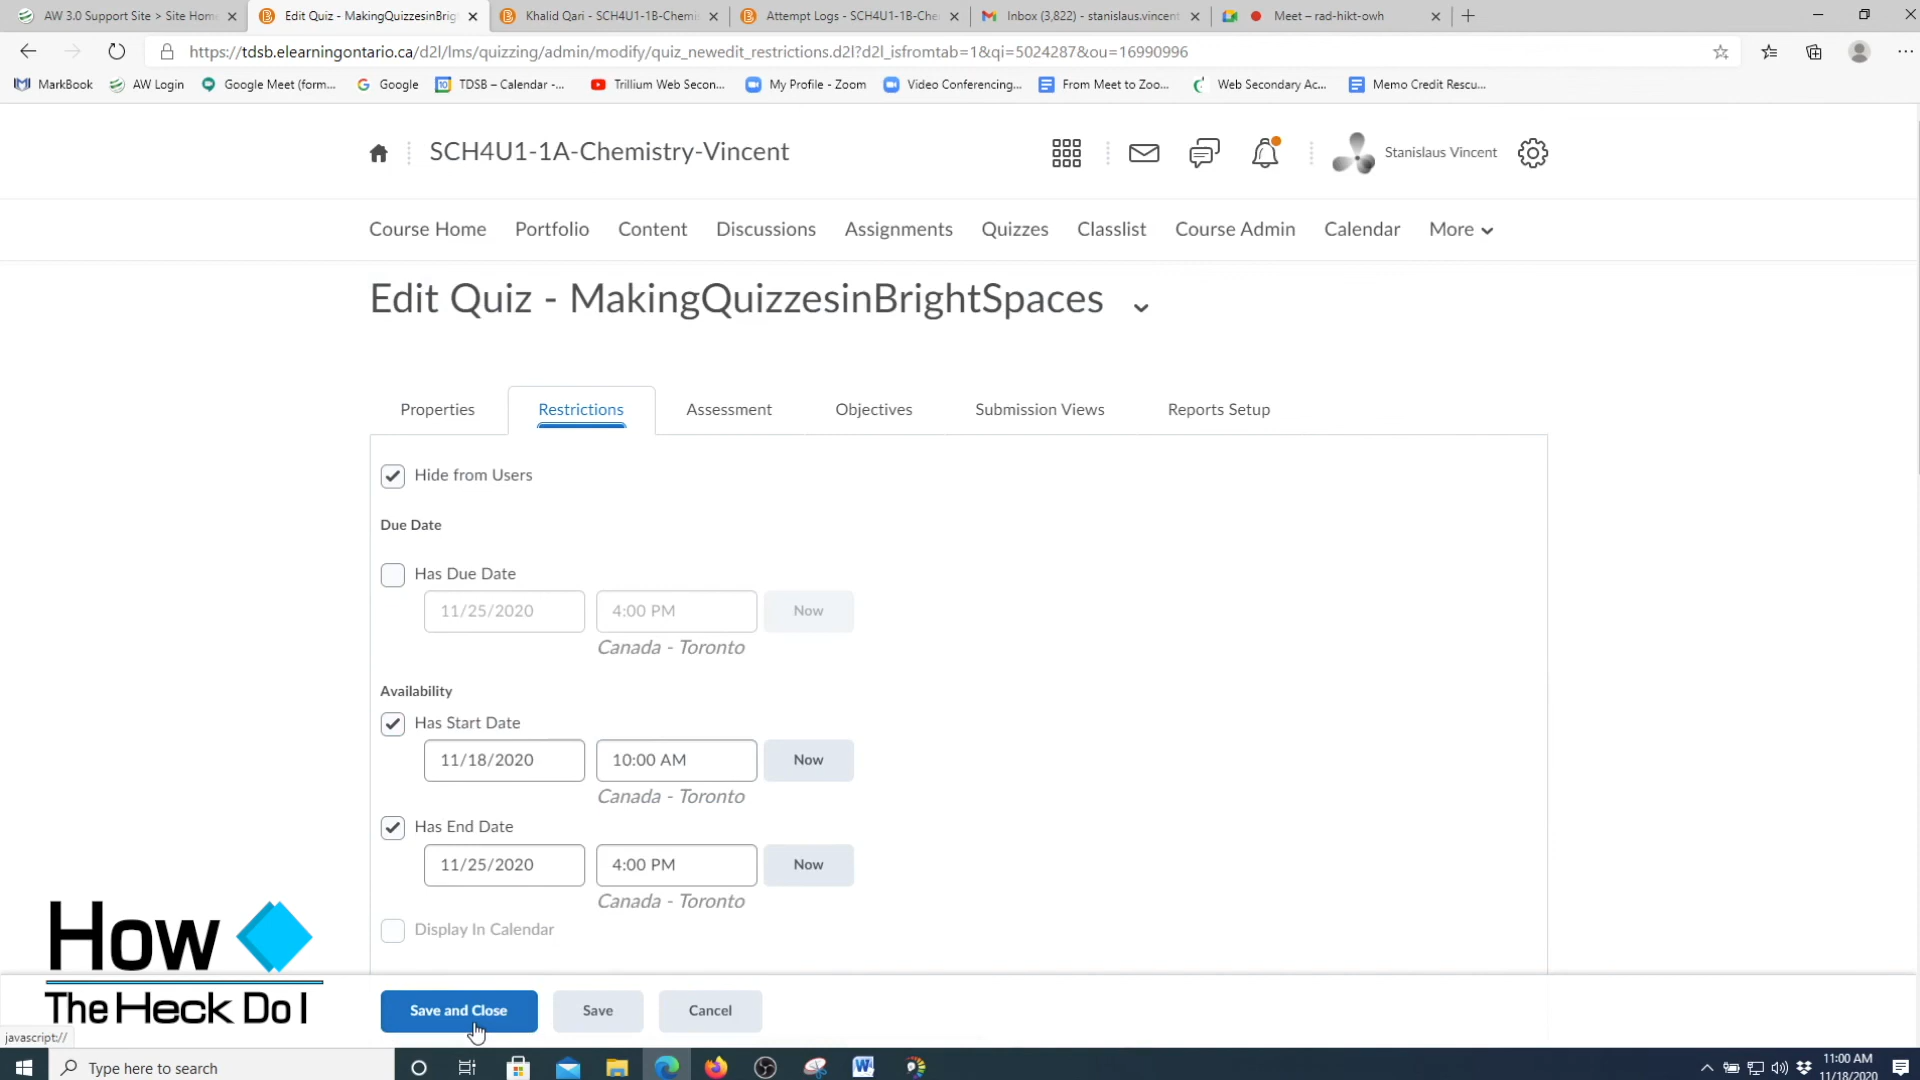 AW 3.0 Support Site > Site Home
Edit Quiz - MakingQuizzesinBrig
Khalid Qari - SCH4U1-1B-Chemis
Attempt Logs - SCH4U1-1B-Che
Inbox (3,822) - stanislaus.vincent
Meet – rad-hikt-owh
https://tdsb.elearningontario.ca/d2l/lms/quizzing/admin/modify/quiz_newedit_restrictions.d2l?d2l_isfromtab=1&qi=5024287&ou=16990996
MarkBook
AW Login
Google Meet (form...
Google
TDSB – Calendar -...
Trillium Web Secon...
My Profile - Zoom
Video Conferencing...
From Meet to Zoo...
Web Secondary Ac...
Memo Credit Rescu...
SCH4U1-1A-Chemistry-Vincent
Stanislaus Vincent
Course Home
Portfolio
Content
Discussions
Assignments
Quizzes
Classlist
Course Admin
Calendar
More
Edit Quiz - MakingQuizzesinBrightSpaces
Properties
Restrictions
Assessment
Objectives
Submission Views
Reports Setup
Hide from Users
Due Date
Has Due Date
11/25/2020
4:00 PM
Now
Canada - Toronto
Availability
Has Start Date
11/18/2020
10:00 AM
Now
Canada - Toronto
Has End Date
11/25/2020
4:00 PM
Now
Canada - Toronto
Display In Calendar
How
The Heck Do I
Save and Close
Save
Cancel
javascript://
Type here to search
11:00 AM
11/18/2020